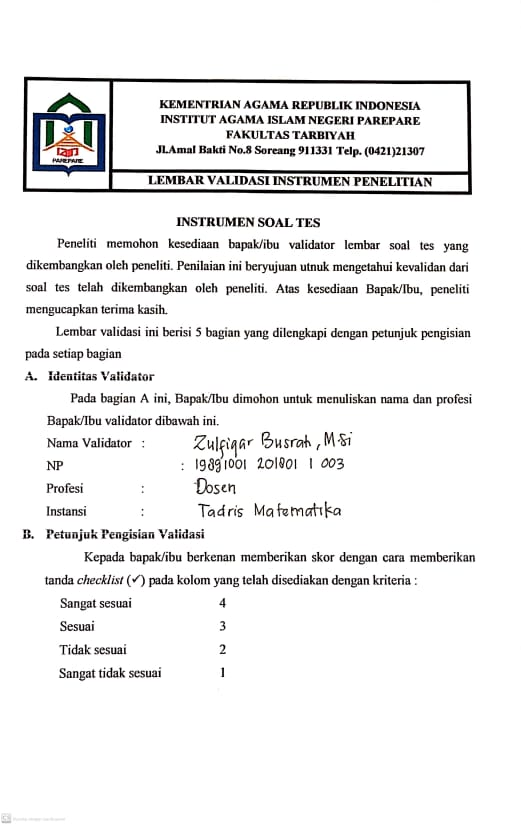 KEMENTRIAN AGAMA REPUBLIK INDONESIA
INSTITUT AGAMA ISLAM NEGERI PAREPARE
FAKULTAS TARBIYAH
Jl.Amal Bakti No.8 Soreang 911331 Telp. (0421)21307
PAREPARE
LEMBAR VALIDASI INSTRUMEN PENELITIAN
INSTRUMEN SOAL TES
Peneliti memohon kesediaan bapak/ibu validator lembar soal tes yang
dikembangkan oleh peneliti. Penilaian ini beryujuan utnuk mengetahui kevalidan dari
soal tes telah dikembangkan oleh peneliti. Atas kesediaan Bapak/Ibu, peneliti
mengucapkan terima kasih.
Lembar validasi ini berisi 5 bagian yang dilengkapi dengan petunjuk pengisian
pada setiap bagian
A. Identitas Validator
Pada bagian A ini, Bapak/Ibu dimohon untuk menuliskan nama dan profesi
Bapak/Ibu validator dibawah ini.
Nama Validator : Zulfiqar Busrah, M.Si
NP : 19891001 201801 1 003
Profesi : Dosen
Instansi : Tadris Matematika
B. Petunjuk Pengisian Validasi
Kepada bapak/ibu berkenan memberikan skor dengan cara memberikan
tanda checklist (✓) pada kolom yang telah disediakan dengan kriteria :
Sangat sesuai 4
Sesuai 3
Tidak sesuai 2
Sangat tidak sesuai 1